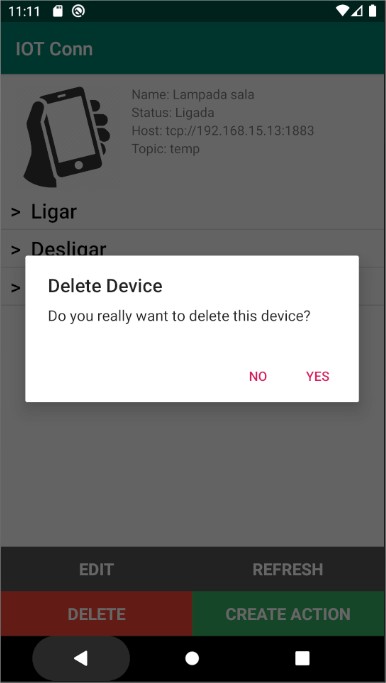 11:11
IOT Conn
Name: Lampada sala
Status: Ligada
Host: tcp://192.168.15.13:1883
Topic: temp
> Ligar
> Desligar
>
Delete Device
Do you really want to delete this device?
NO YES
EDIT REFRESH
DELETE CREATE ACTION